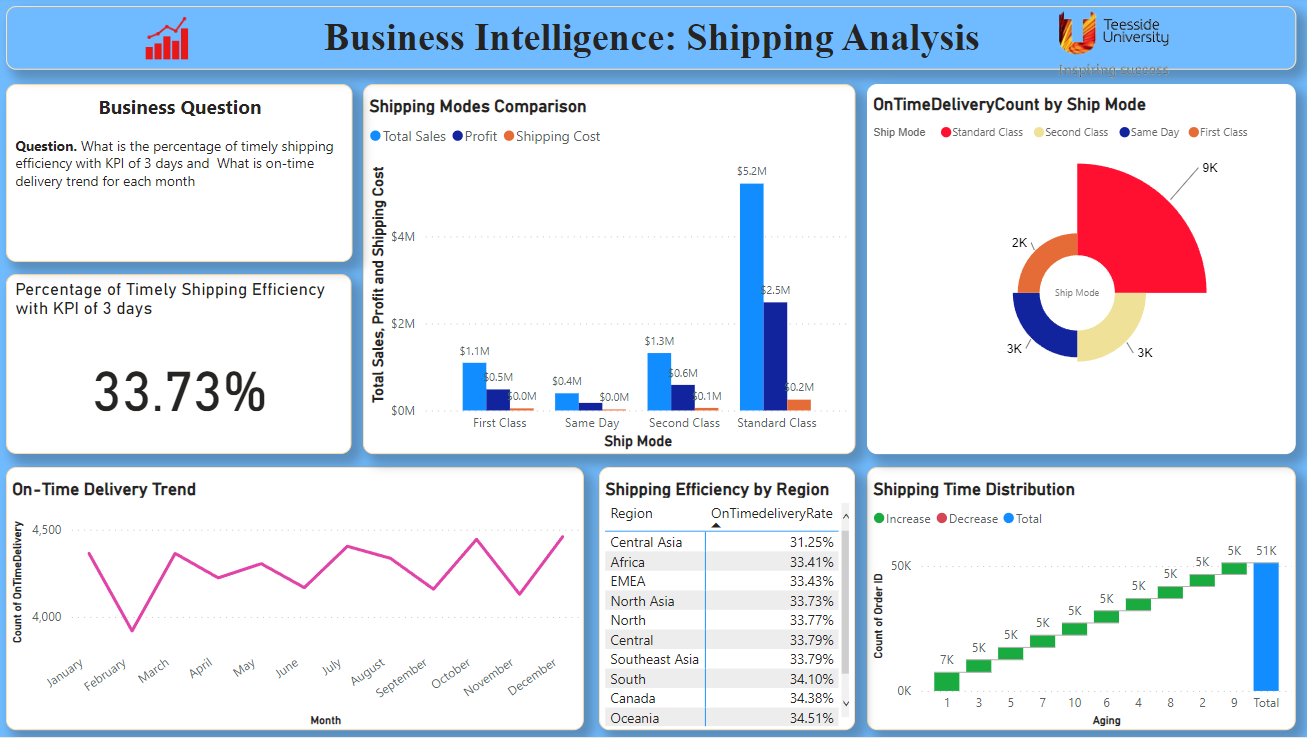 Business Intelligence: Shipping Analysis
Teesside
University
Inspiring success
Business Question
Question. What is the percentage of timely shipping
efficiency with KPI of 3 days and  What is on-time
delivery trend for each month
Percentage of Timely Shipping Efficiency
with KPI of 3 days
33.73%
Shipping Modes Comparison
Total Sales Profit Shipping Cost
Total Sales, Profit and Shipping Cost
$4M
$2M
$0M
$1.1M
$0.5M
$0.0M
$0.4M
$0.0M
$1.3M
$0.6M
$0.1M
$5.2M
$2.5M
$0.2M
First Class Same Day Second Class Standard Class
Ship Mode
OnTimeDeliveryCount by Ship Mode
Ship Mode Standard Class Second Class Same Day First Class
9K
2K
Ship Mode
3K
3K
On-Time Delivery Trend
Count of OnTimeDelivery
4,500
4,000
January February March April May June July August September October November December
Month
Shipping Efficiency by Region
Region OnTimedeliveryRate
Central Asia 31.25%
Africa 33.41%
EMEA 33.43%
North Asia 33.73%
North 33.77%
Central 33.79%
Southeast Asia 33.79%
South 34.10%
Canada 34.38%
Oceania 34.51%
Shipping Time Distribution
Increase Decrease Total
Count of Order ID
50K
0K
7K 5K 5K 5K 5K 5K 5K 5K 5K 5K 51K
1 3 5 7 10 6 4 8 2 9 Total
Aging